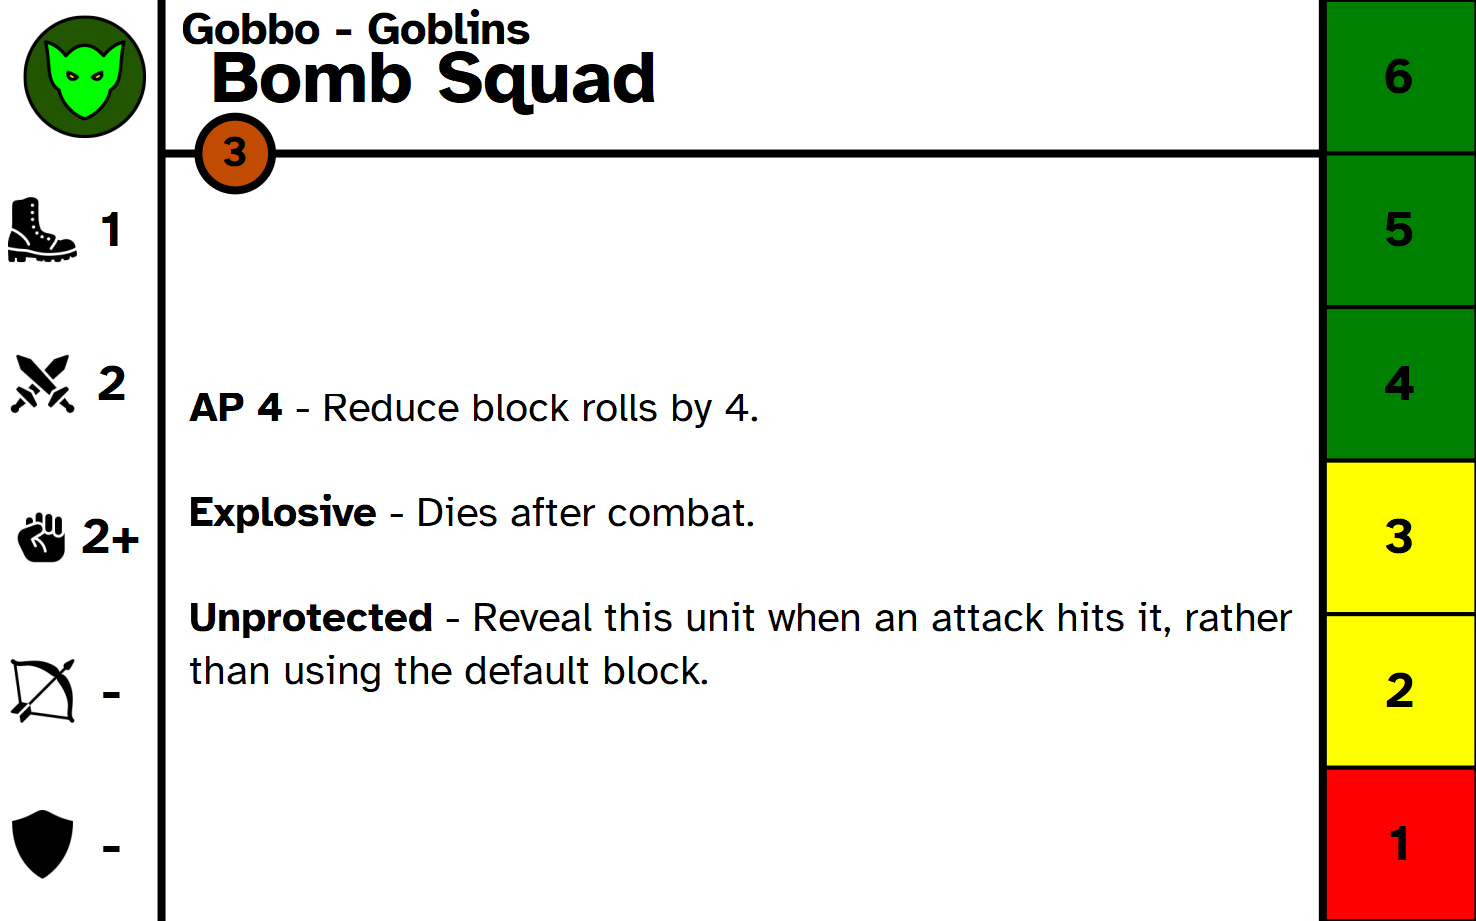 Gobbo - Goblins
Bomb Squad
3
1
2
2+
-
-
AP 4 - Reduce block rolls by 4.
Explosive - Dies after combat.
Unprotected - Reveal this unit when an attack hits it, rather
than using the default block.
6
5
4
3
2
1